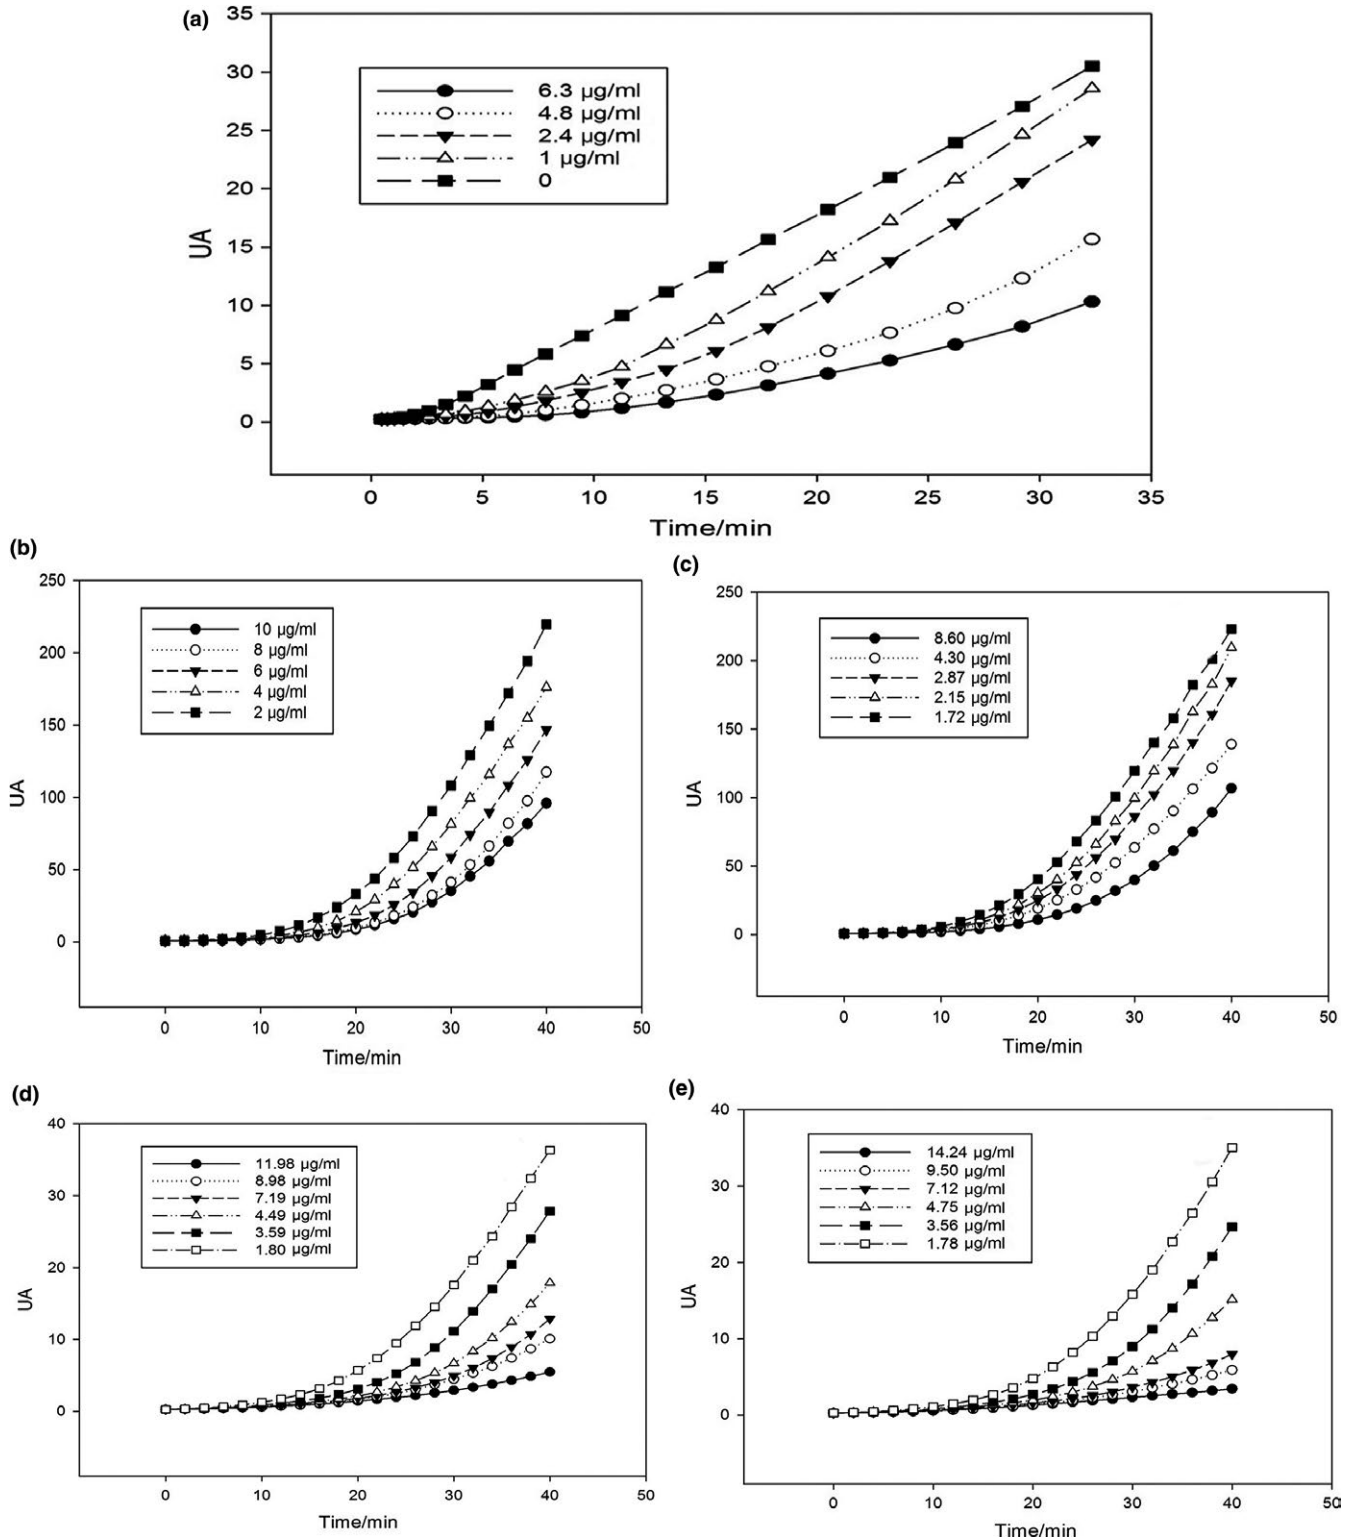 (a)
35
30
25
20
15
10
5
0
UA
6.3 µg/ml
4.8 µg/ml
2.4 µg/ml
1 µg/ml
0
0 5 10 15 20 25 30 35
Time/min
(b)
250
200
150
100
50
0
UA
10 µg/ml
8 µg/ml
6 µg/ml
4 µg/ml
2 µg/ml
0 10 20 30 40 50
Time/min
(c)
250
200
150
100
50
0
UA
8.60 µg/ml
4.30 µg/ml
2.87 µg/ml
2.15 µg/ml
1.72 µg/ml
0 10 20 30 40 50
Time/min
(d)
40
30
20
10
0
UA
11.98 µg/ml
8.98 µg/ml
7.19 µg/ml
4.49 µg/ml
3.59 µg/ml
1.80 µg/ml
0 10 20 30 40 50
Time/min
(e)
40
30
20
10
0
UA
14.24 µg/ml
9.50 µg/ml
7.12 µg/ml
4.75 µg/ml
3.56 µg/ml
1.78 µg/ml
0 10 20 30 40 50
Time/min